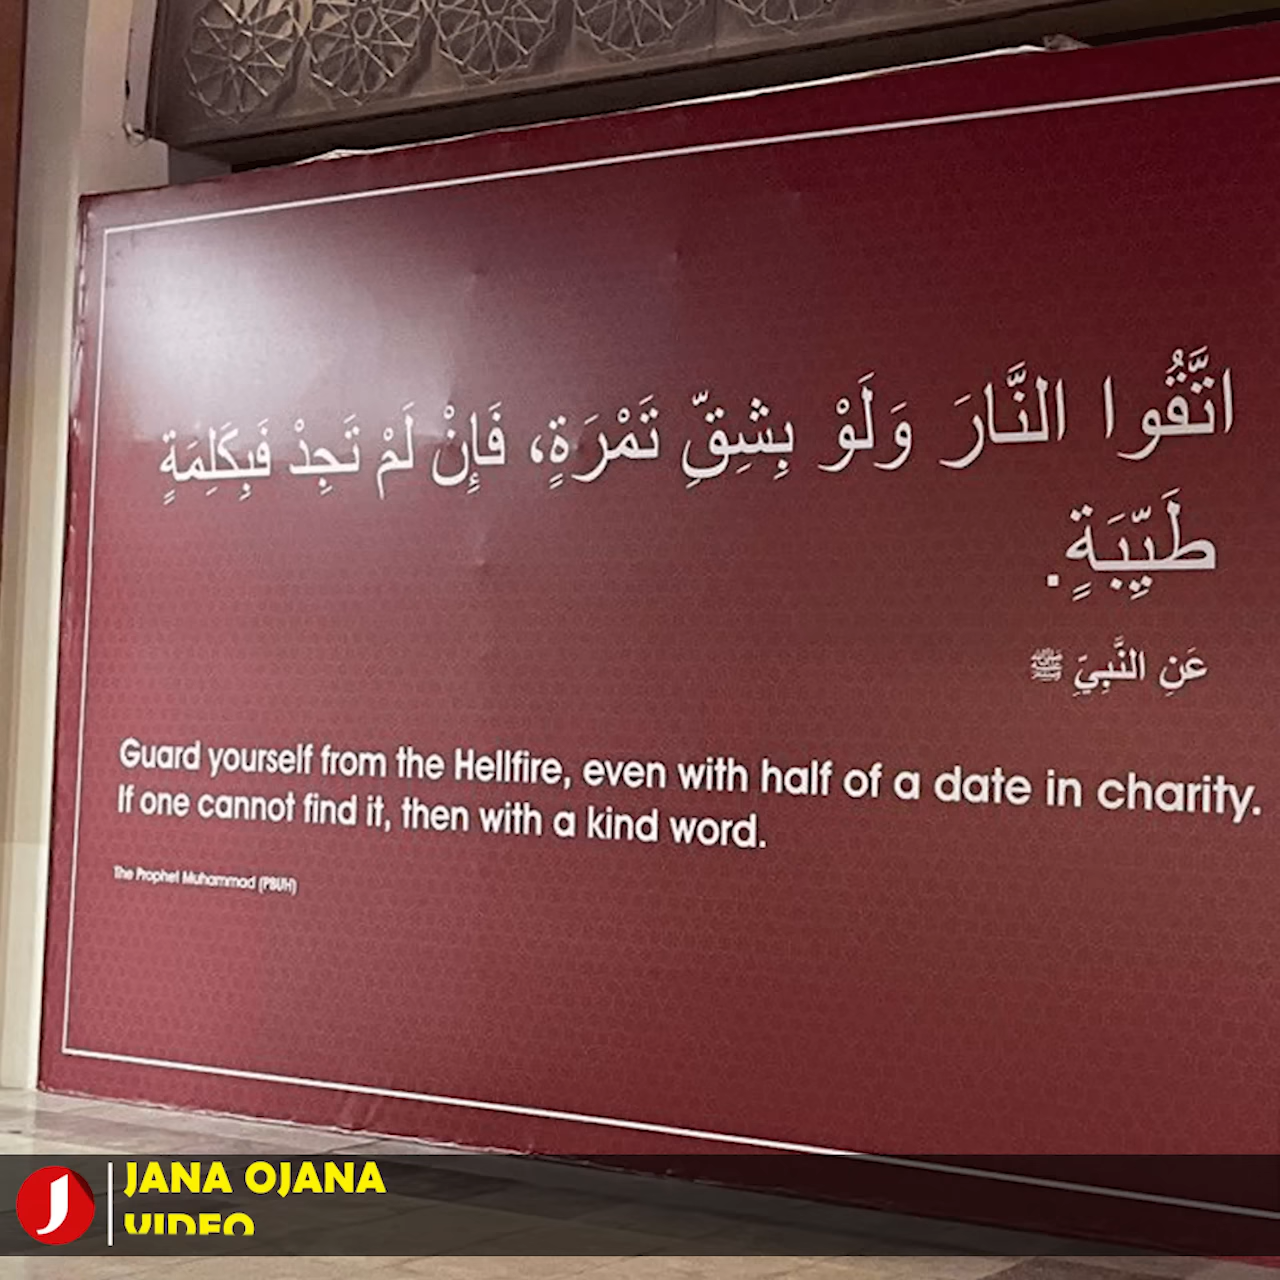 اتَّقُوا النَّارَ وَلَوْ بِشِقِّ تَمْرَةٍ، فَإِنْ لَمْ تَجِدْ فَبِكَلِمَةٍ
طَيِّبَةٍ.
عَنِ النَّبِيِّ ﷺ
Guard yourself from the Hellfire, even with half of a date in charity.
If one cannot find it, then with a kind word.
The Prophet Muhammad (PBUH)
J
JANA OJANA
VIDEO